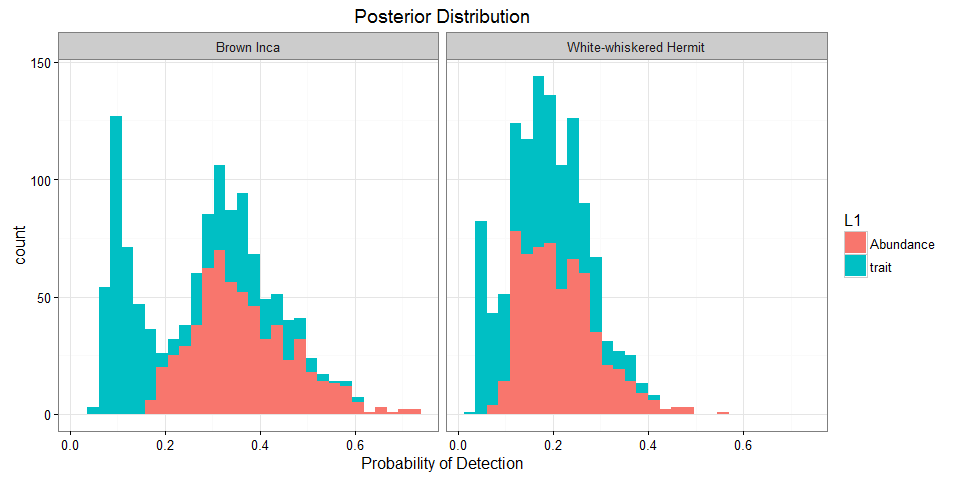 Posterior Distribution
Brown Inca
White-whiskered Hermit
150
100
50
0
count
0.0 0.2 0.4 0.6
0.0 0.2 0.4 0.6
Probability of Detection
L1
Abundance
trait